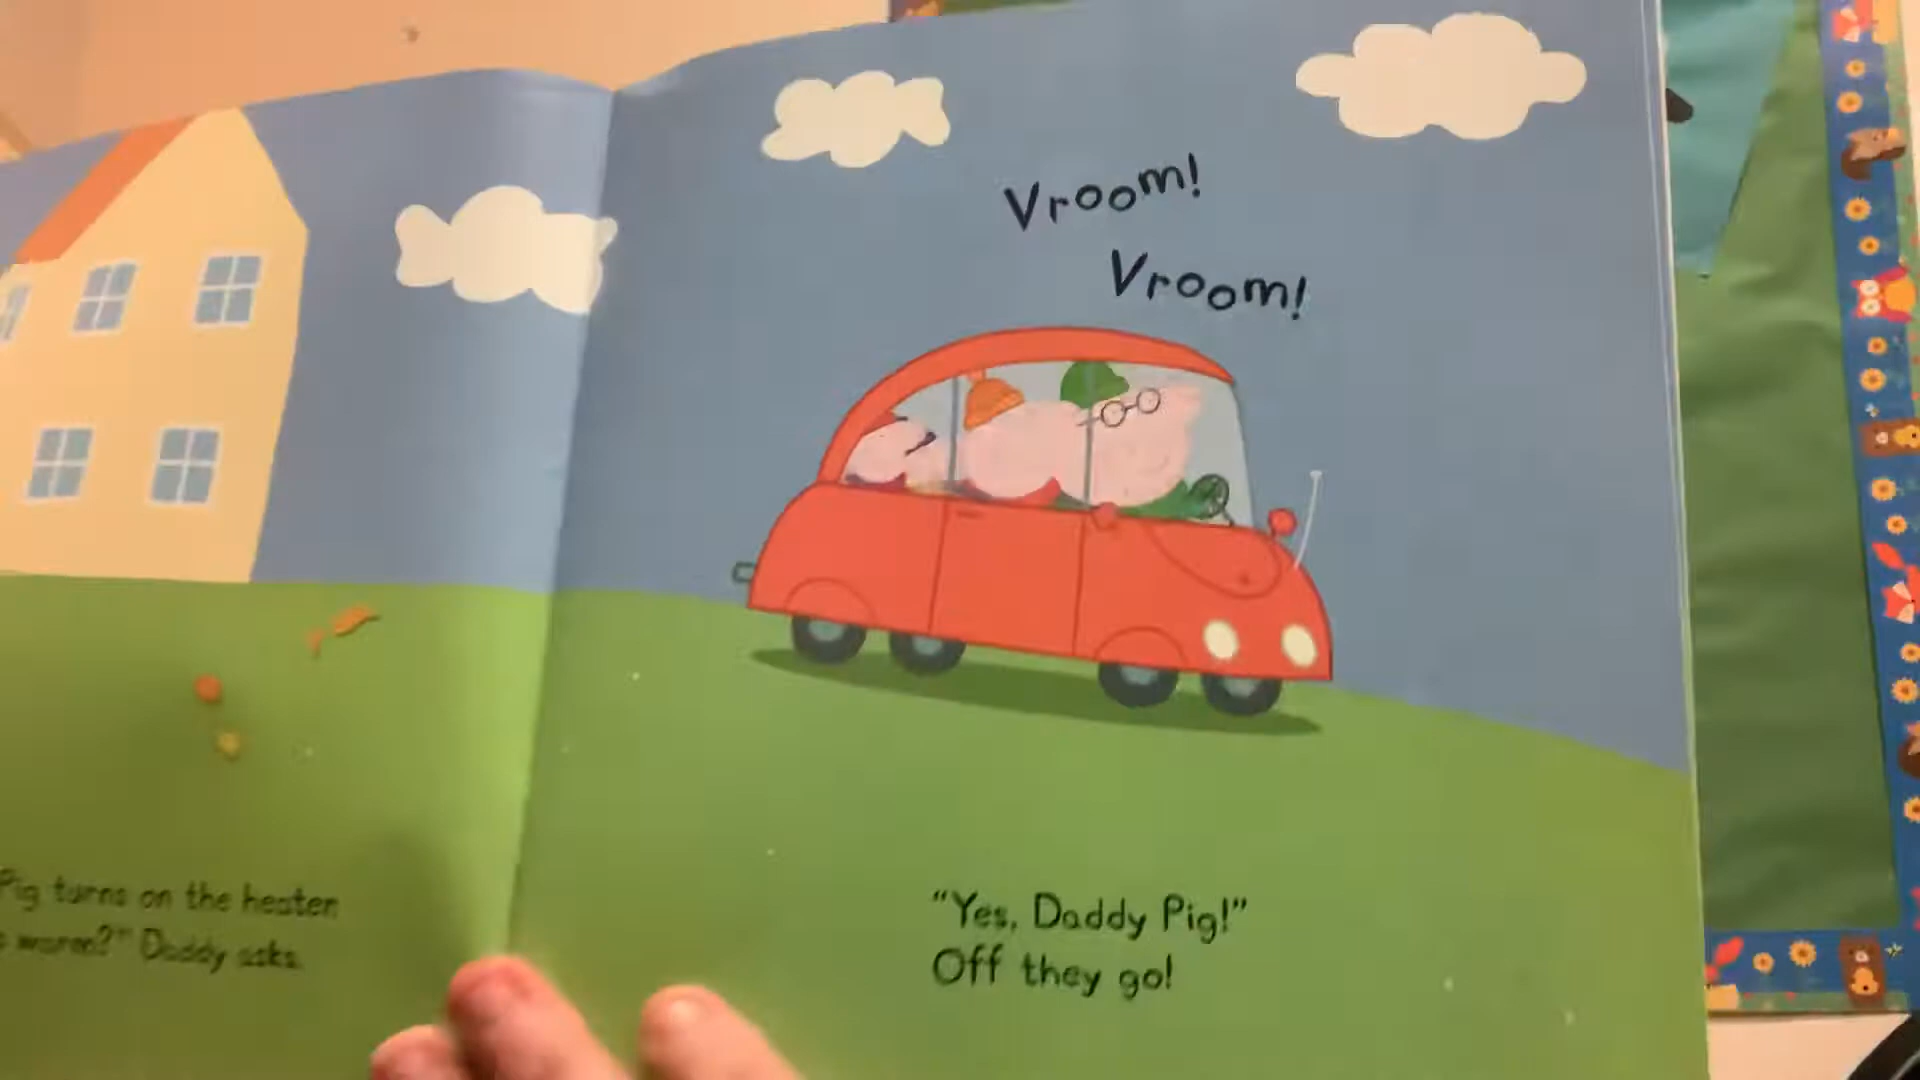 Pig turns on the heater.
warm?" Daddy asks.
Vroom!
Vroom!
"Yes, Daddy Pig!"
Off they go!